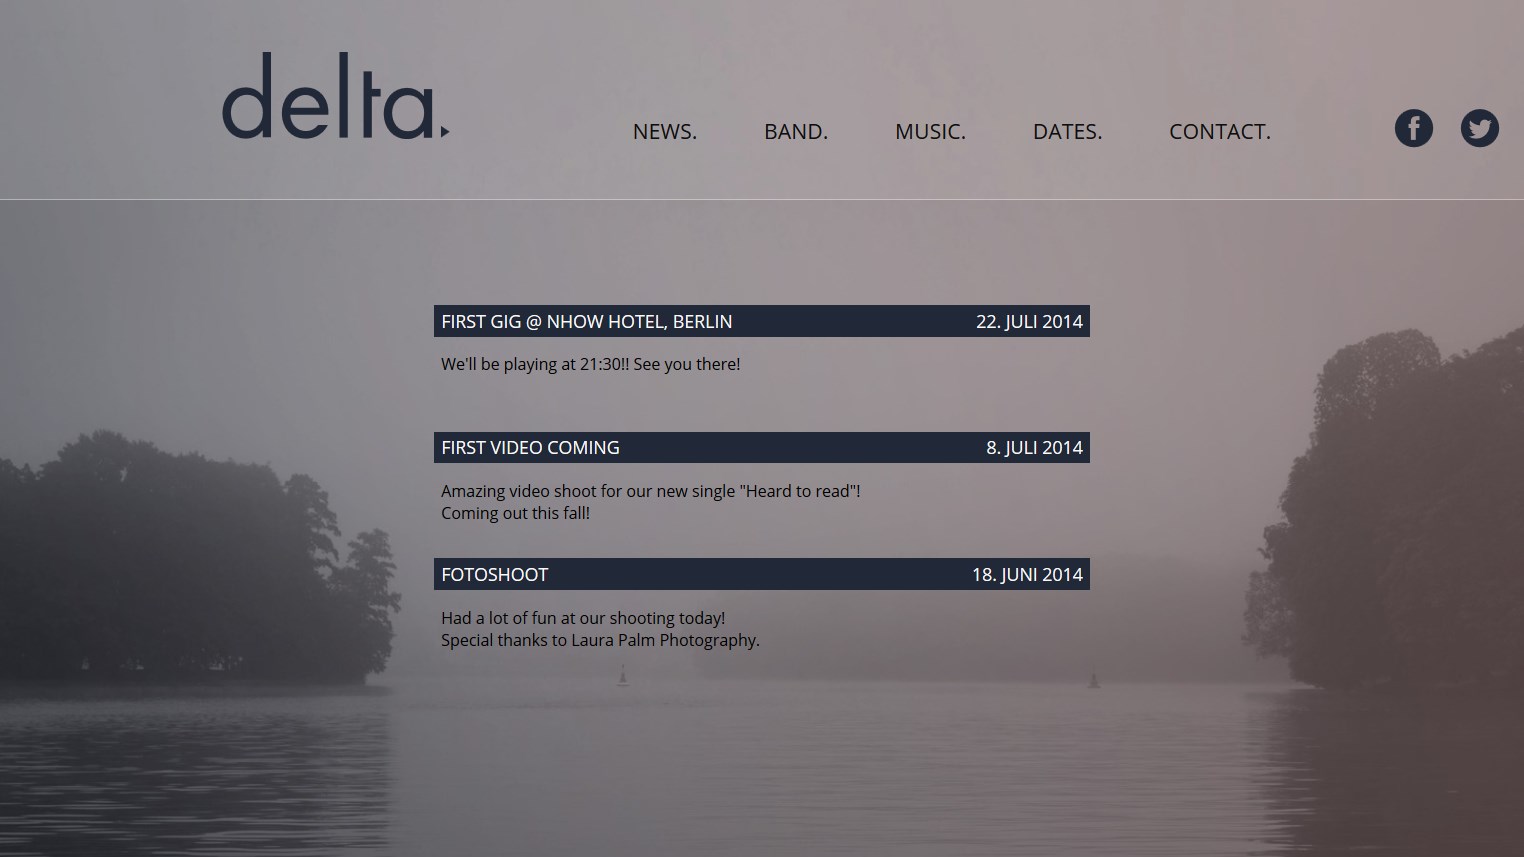 delta.
NEWS. BAND. MUSIC. DATES. CONTACT.
FIRST GIG @ NHOW HOTEL, BERLIN 22. JULI 2014
We'll be playing at 21:30!! See you there!
FIRST VIDEO COMING 8. JULI 2014
Amazing video shoot for our new single "Heard to read"!
Coming out this fall!
FOTOSHOOT 18. JUNI 2014
Had a lot of fun at our shooting today!
Special thanks to Laura Palm Photography.